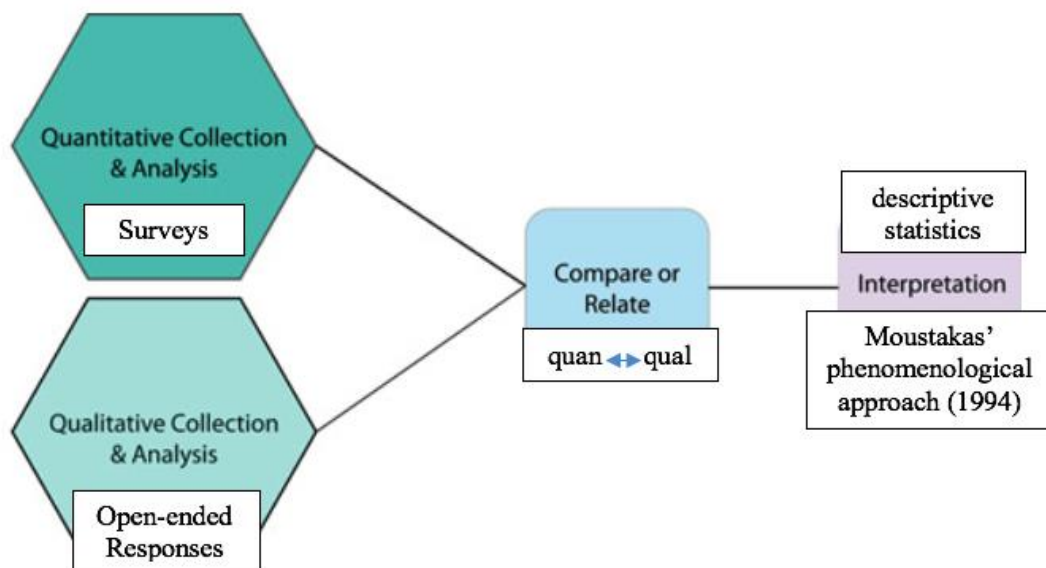 Quantitative Collection
& Analysis
Surveys
Qualitative Collection
& Analysis
Open-ended
Responses
Compare or
Relate
quan ↔ qual
descriptive
statistics
Interpretation
Moustakas’
phenomenological
approach (1994)